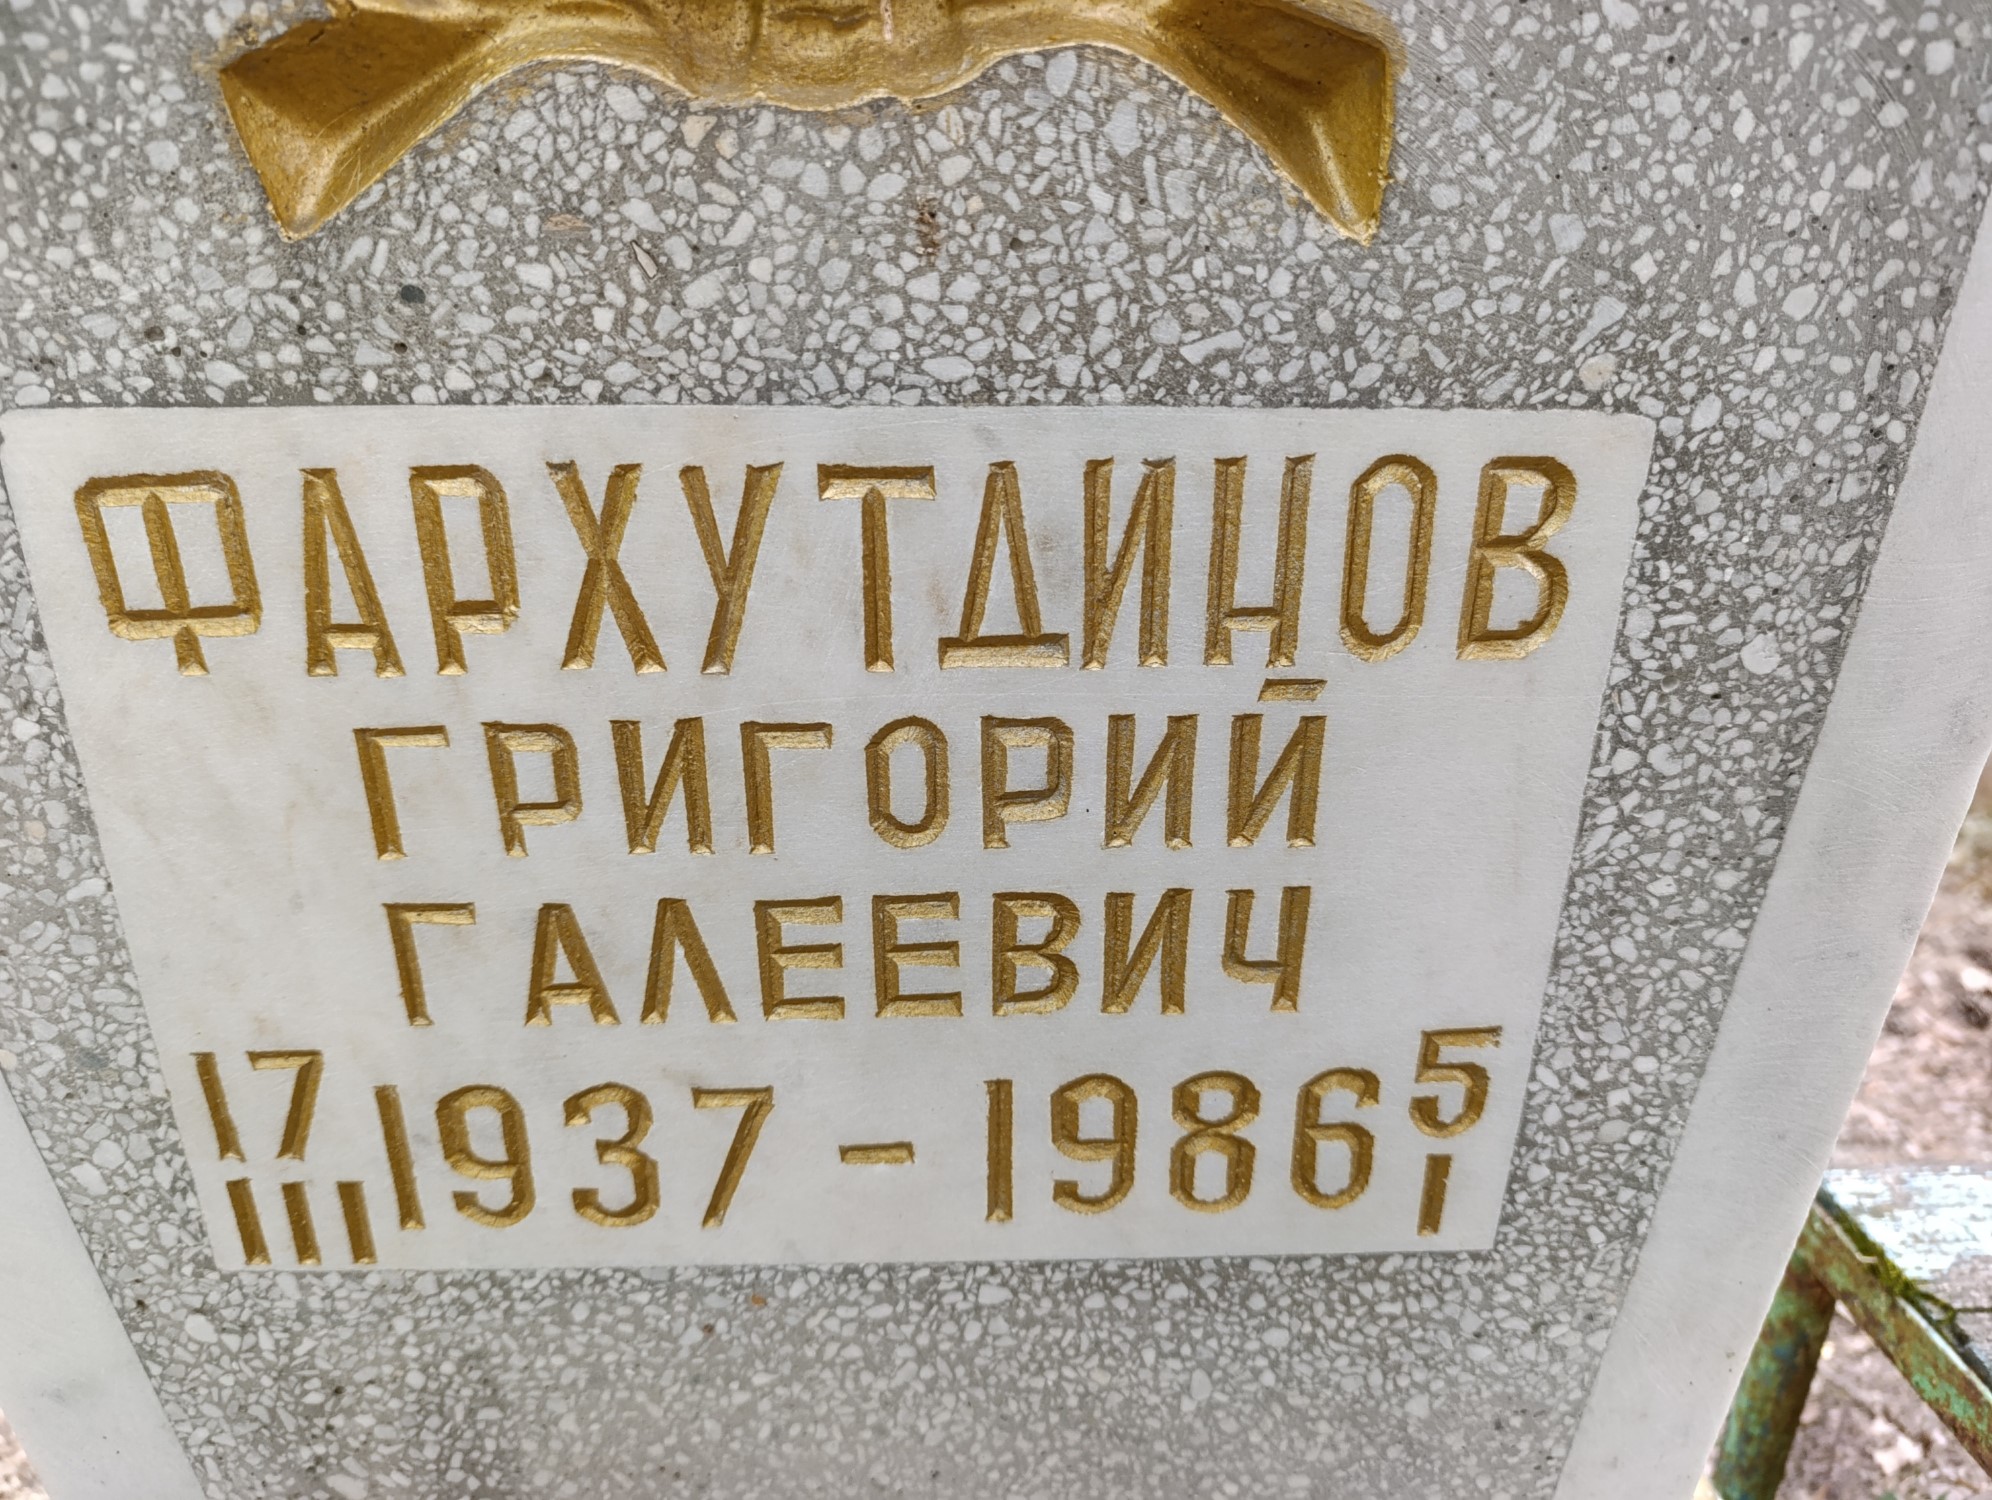 ФАРХУТДИНОВ
ГРИГОРИЙ
ГАЛЕЕВИЧ
17/III 1937 - 1986 5/I